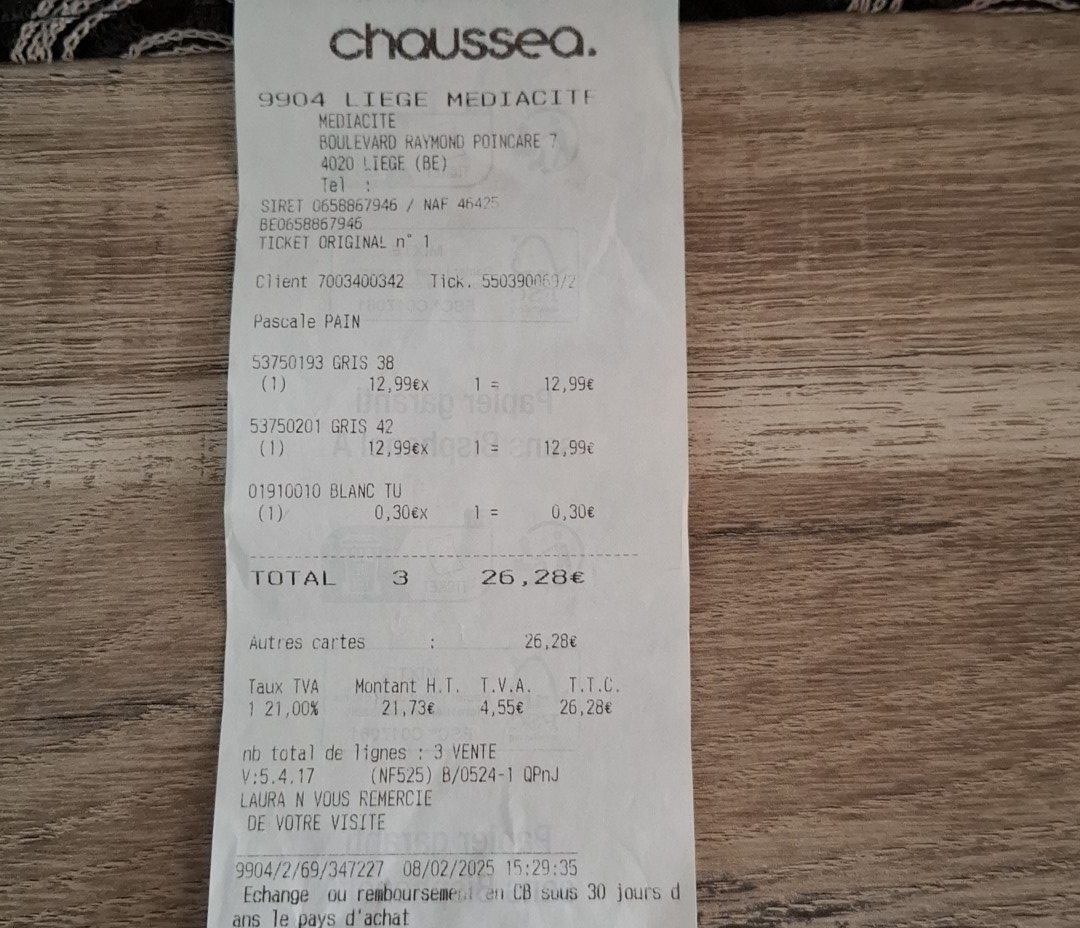 chaussea.
9904 LIEGE MEDIACITE
MEDIACITE
BOULEVARD RAYMOND POINCARE 7
4020 LIEGE (BE)
Tel :
SIRET 0658867946 / NAF 46425
BE0658867946
TICKET ORIGINAL n° 1
Client 7003400342 Tick. 550390069/2
Pascale PAIN
53750193 GRIS 38
(1) 12,99€x 1 = 12,99€
53750201 GRIS 42
(1) 12,99€x 1 = 12,99€
01910010 BLANC TU
(1) 0,30€x 1 = 0,30€
TOTAL 3 26,28€
Autres cartes : 26,28€
Taux TVA Montant H.T. T.V.A. T.T.C.
1 21,00% 21,73€ 4,55€ 26,28€
nb total de lignes : 3 VENTE
V:5.4.17 (NF525) B/0524-1 QPnJ
LAURA N VOUS REMERCIE
DE VOTRE VISITE
9904/2/69/347227 08/02/2025 15:29:35
Echange ou remboursement en CB sous 30 jours d
ans le pays d'achat